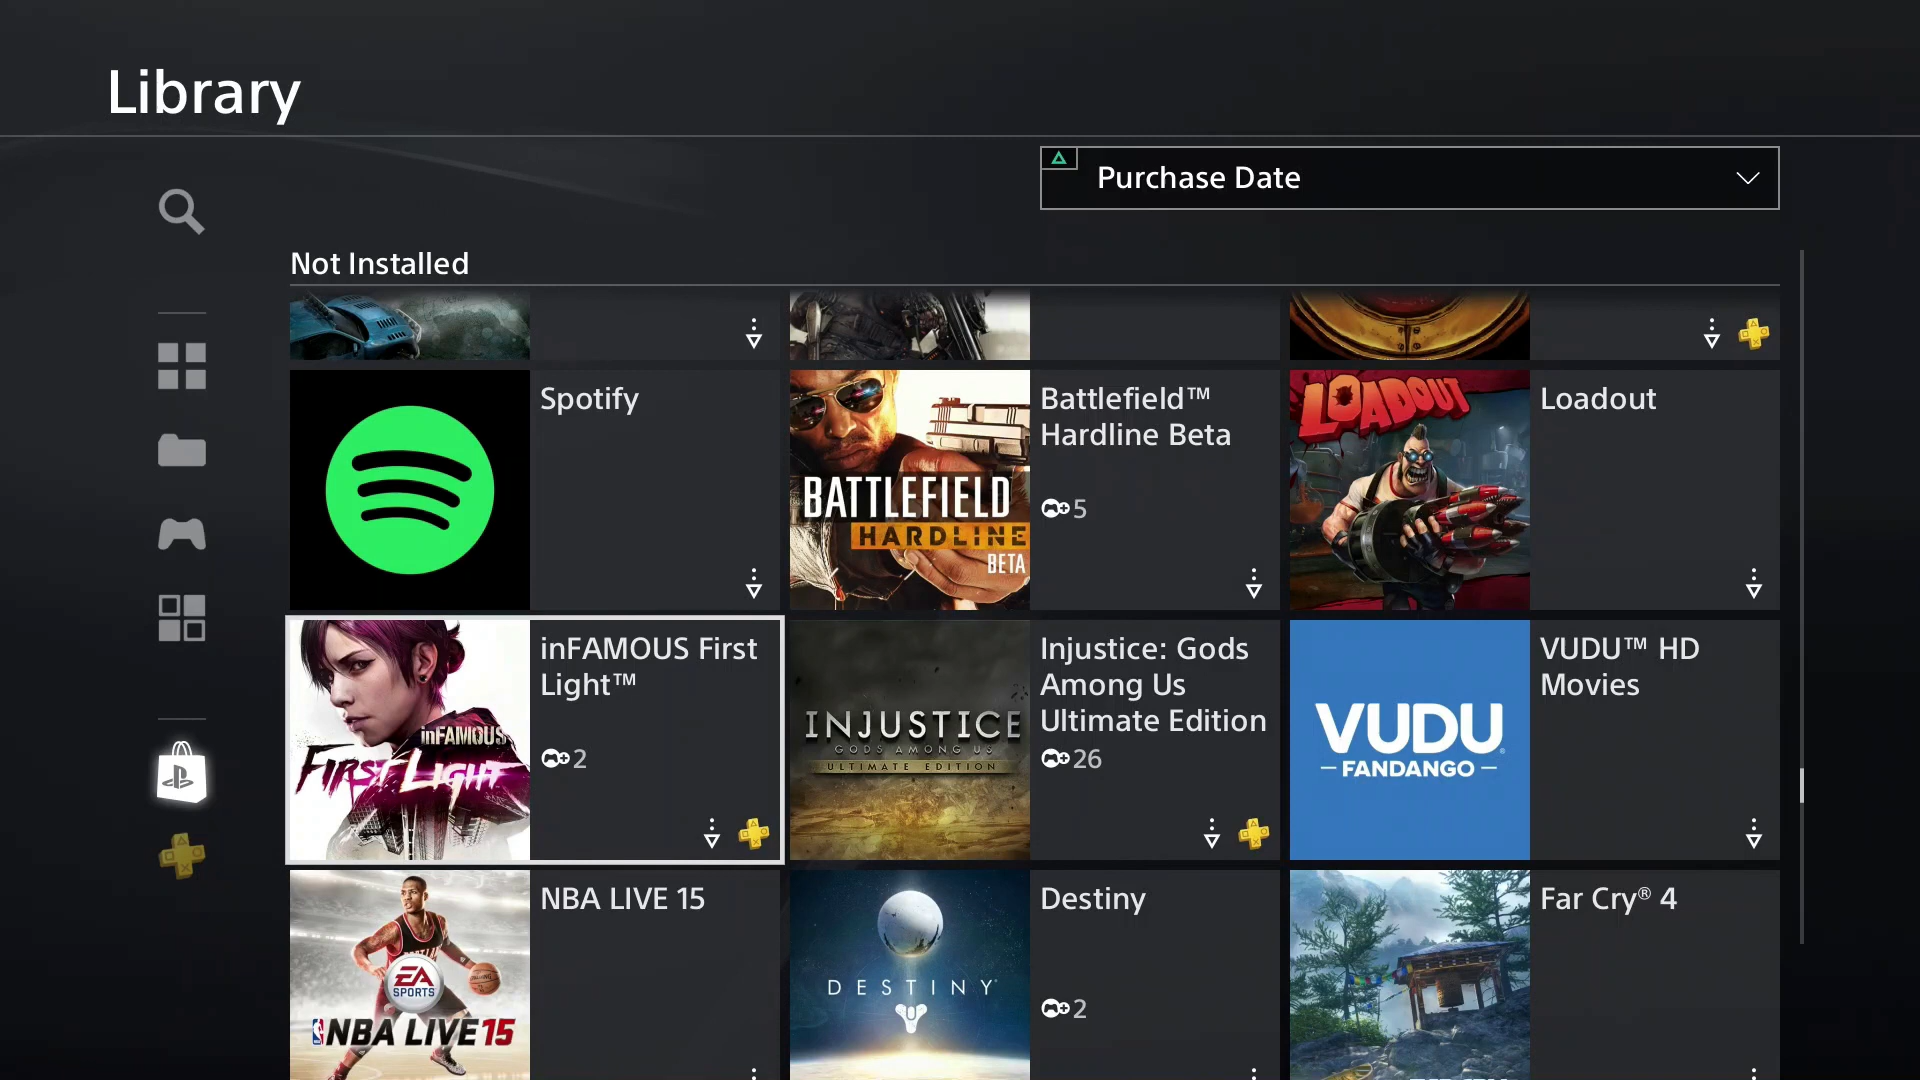 Library
Purchase Date
Not Installed
Spotify
BATTLEFIELD
HARDLINE
BETA
Battlefield™
Hardline Beta
5
LOADOUT
Loadout
inFAMOUS
FIRST LIGHT
inFAMOUS First
Light™
2
INJUSTICE
GODS AMONG US
ULTIMATE EDITION
Injustice: Gods
Among Us
Ultimate Edition
26
VUDU
FANDANGO
VUDU™ HD
Movies
EA
SPORTS
NBA LIVE 15
NBA LIVE 15
DESTINY
Destiny
2
Far Cry® 4